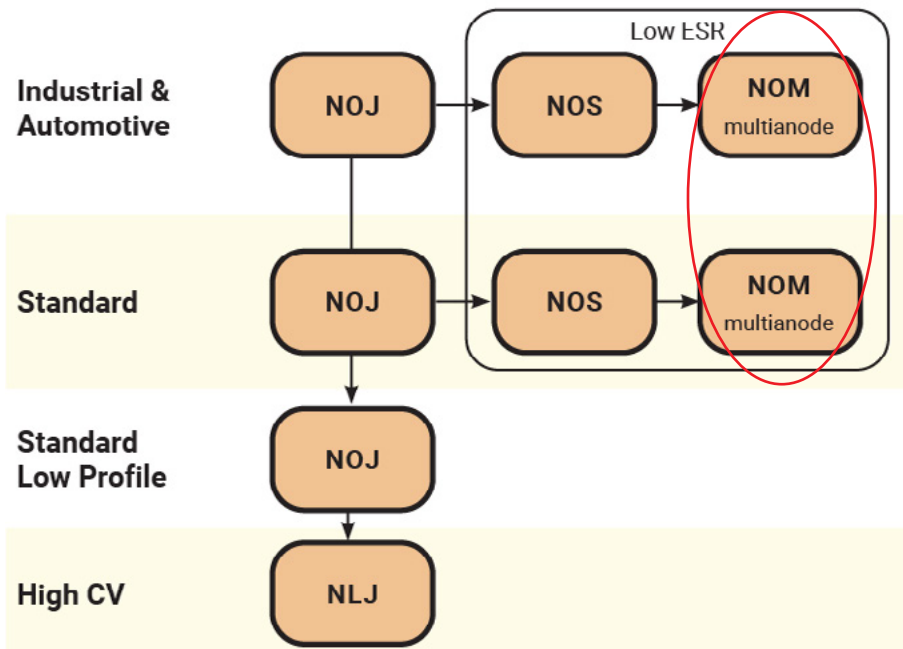 Low ESR
Industrial &
Automotive
NOJ
NOS
NOM
multianode
Standard
NOJ
NOS
NOM
multianode
Standard
Low Profile
NOJ
High CV
NLJ